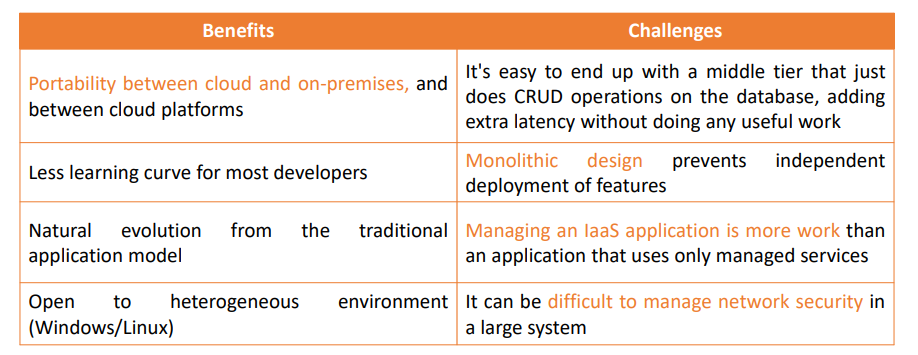 Benefits
Challenges
Portability between cloud and on-premises, and
between cloud platforms
It's easy to end up with a middle tier that just
does CRUD operations on the database, adding
extra latency without doing any useful work
Less learning curve for most developers
Monolithic design prevents independent
deployment of features
Natural evolution from the traditional
application model
Managing an IaaS application is more work than
an application that uses only managed services
Open to heterogeneous environment
(Windows/Linux)
It can be difficult to manage network security in
a large system